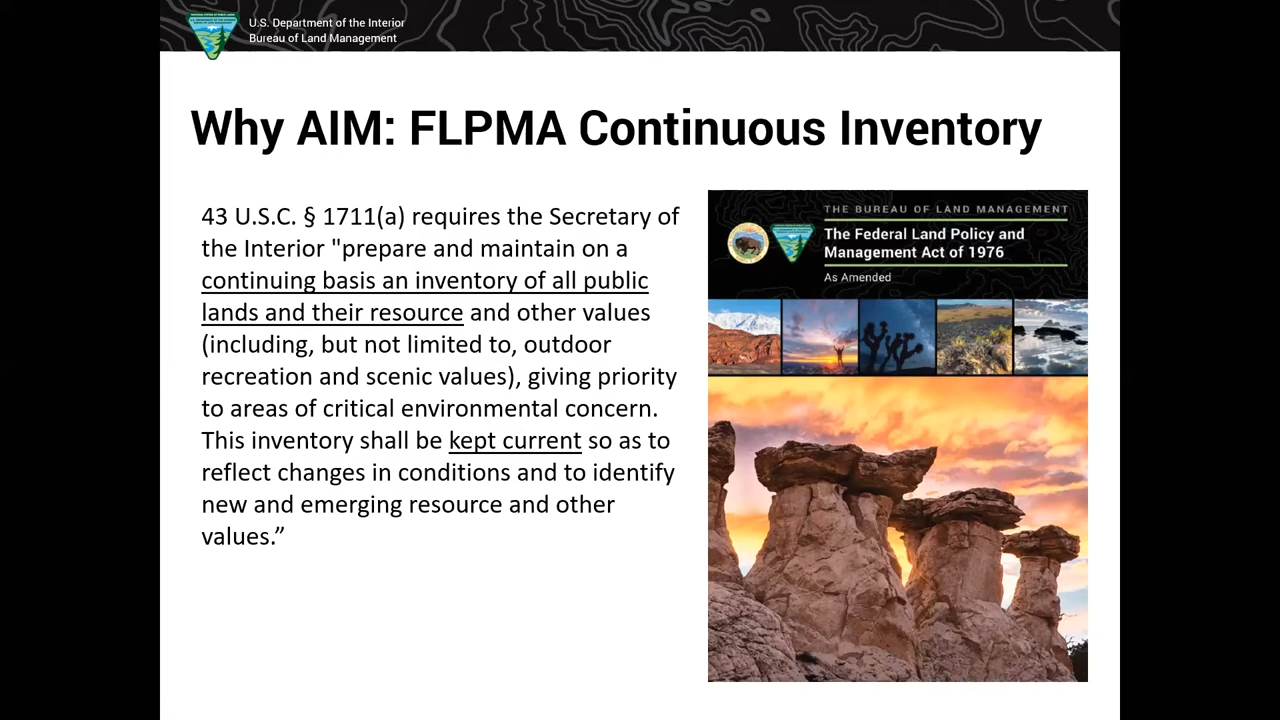 U.S. Department of the Interior
Bureau of Land Management
Why AIM: FLPMA Continuous Inventory
43 U.S.C. § 1711(a) requires the Secretary of
the Interior "prepare and maintain on a
continuing basis an inventory of all public
lands and their resource and other values
(including, but not limited to, outdoor
recreation and scenic values), giving priority
to areas of critical environmental concern.
This inventory shall be kept current so as to
reflect changes in conditions and to identify
new and emerging resource and other
values.”
THE BUREAU OF LAND MANAGEMENT
The Federal Land Policy and
Management Act of 1976
As Amended